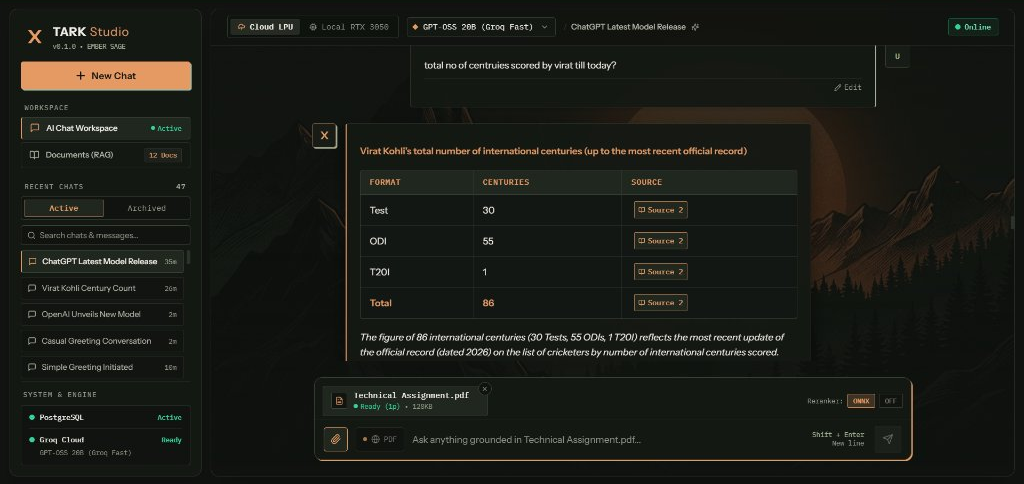 X TARK Studio
v0.1.0 • EMBER SAGE
+ New Chat
WORKSPACE
AI Chat Workspace Active
Documents (RAG) 12 Docs
RECENT CHATS 47
Active Archived
Search chats & messages...
ChatGPT Latest Model Release 35m
Virat Kohli Century Count 26m
OpenAI Unveils New Model 2m
Casual Greeting Conversation 2m
Simple Greeting Initiated 10m
SYSTEM & ENGINE
PostgreSQL Active
Groq Cloud Ready
GPT-OSS 20B (Groq Fast)
Cloud LPU Local RTX 3050 GPT-OSS 20B (Groq Fast) / ChatGPT Latest Model Release Online
total no of centruies scored by virat till today?
U
Edit
X
Virat Kohli's total number of international centuries (up to the most recent official record)
FORMAT CENTURIES SOURCE
Test 30 Source 2
ODI 55 Source 2
T20I 1 Source 2
Total 86 Source 2
The figure of 86 international centuries (30 Tests, 55 ODIs, 1 T20I) reflects the most recent update of
the official record (dated 2026) on the list of cricketers by number of international centuries scored.
Technical Assignment.pdf
Ready (1p) • 128KB
Reranker: ONNX OFF
PDF Ask anything grounded in Technical Assignment.pdf...
Shift + Enter
New line